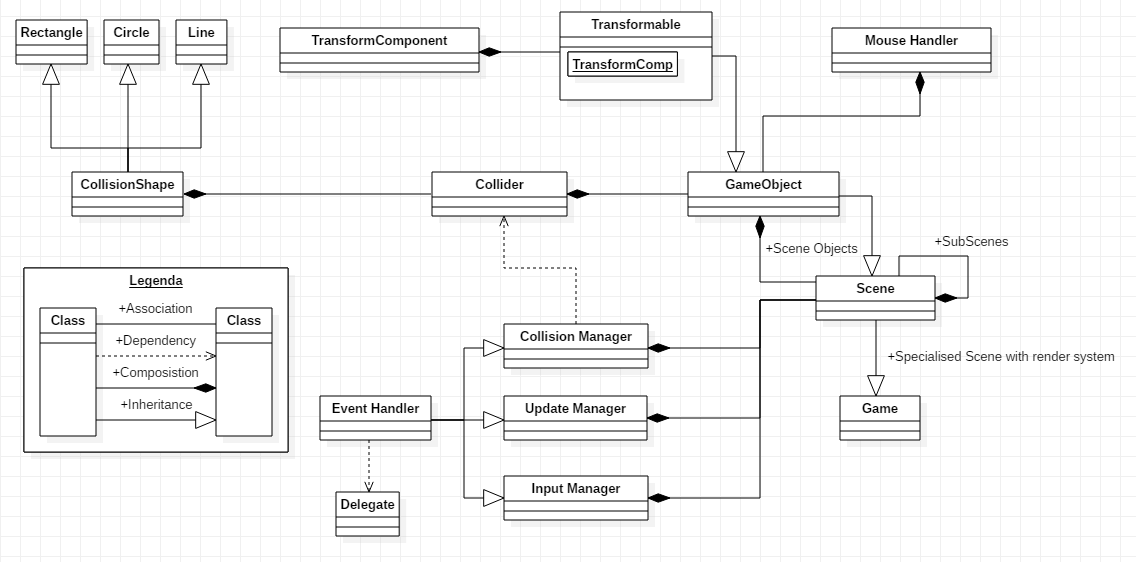 Rectangle
Circle
Line
TransformComponent
Transformable
TransformComp
Mouse Handler
CollisionShape
Collider
GameObject
+Scene Objects
+SubScenes
Scene
Legenda
Class
+Association
+Dependency
+Composistion
+Inheritance
Class
Collision Manager
+Specialised Scene with render system
Event Handler
Update Manager
Game
Input Manager
Delegate